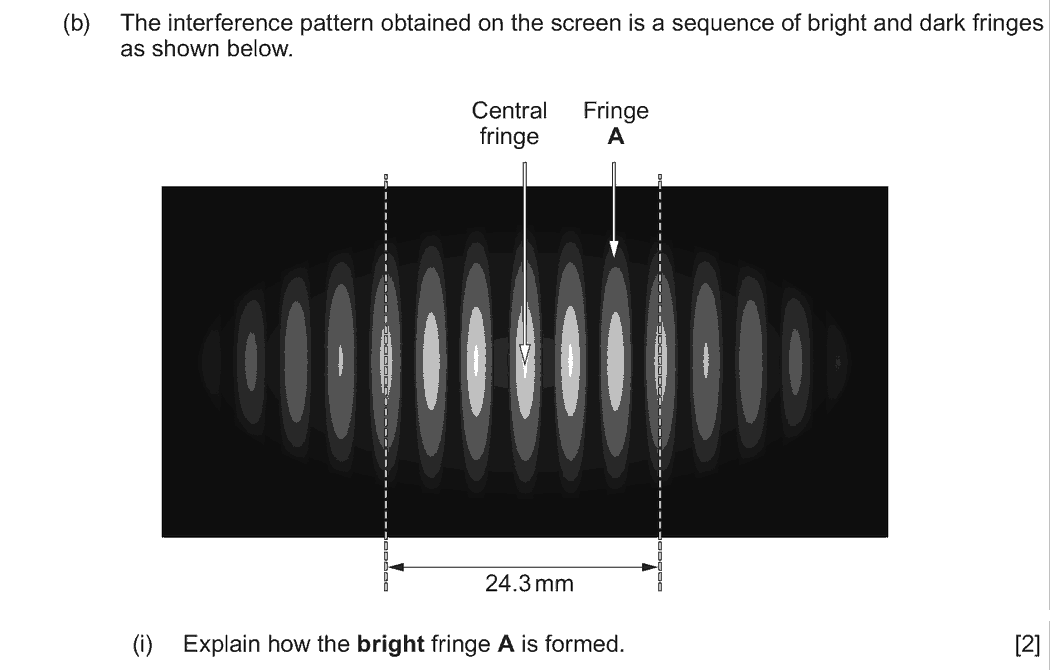 (b) The interference pattern obtained on the screen is a sequence of bright and dark fringes
as shown below.
Central Fringe
fringe A
24.3 mm
(i) Explain how the bright fringe A is formed. [2]